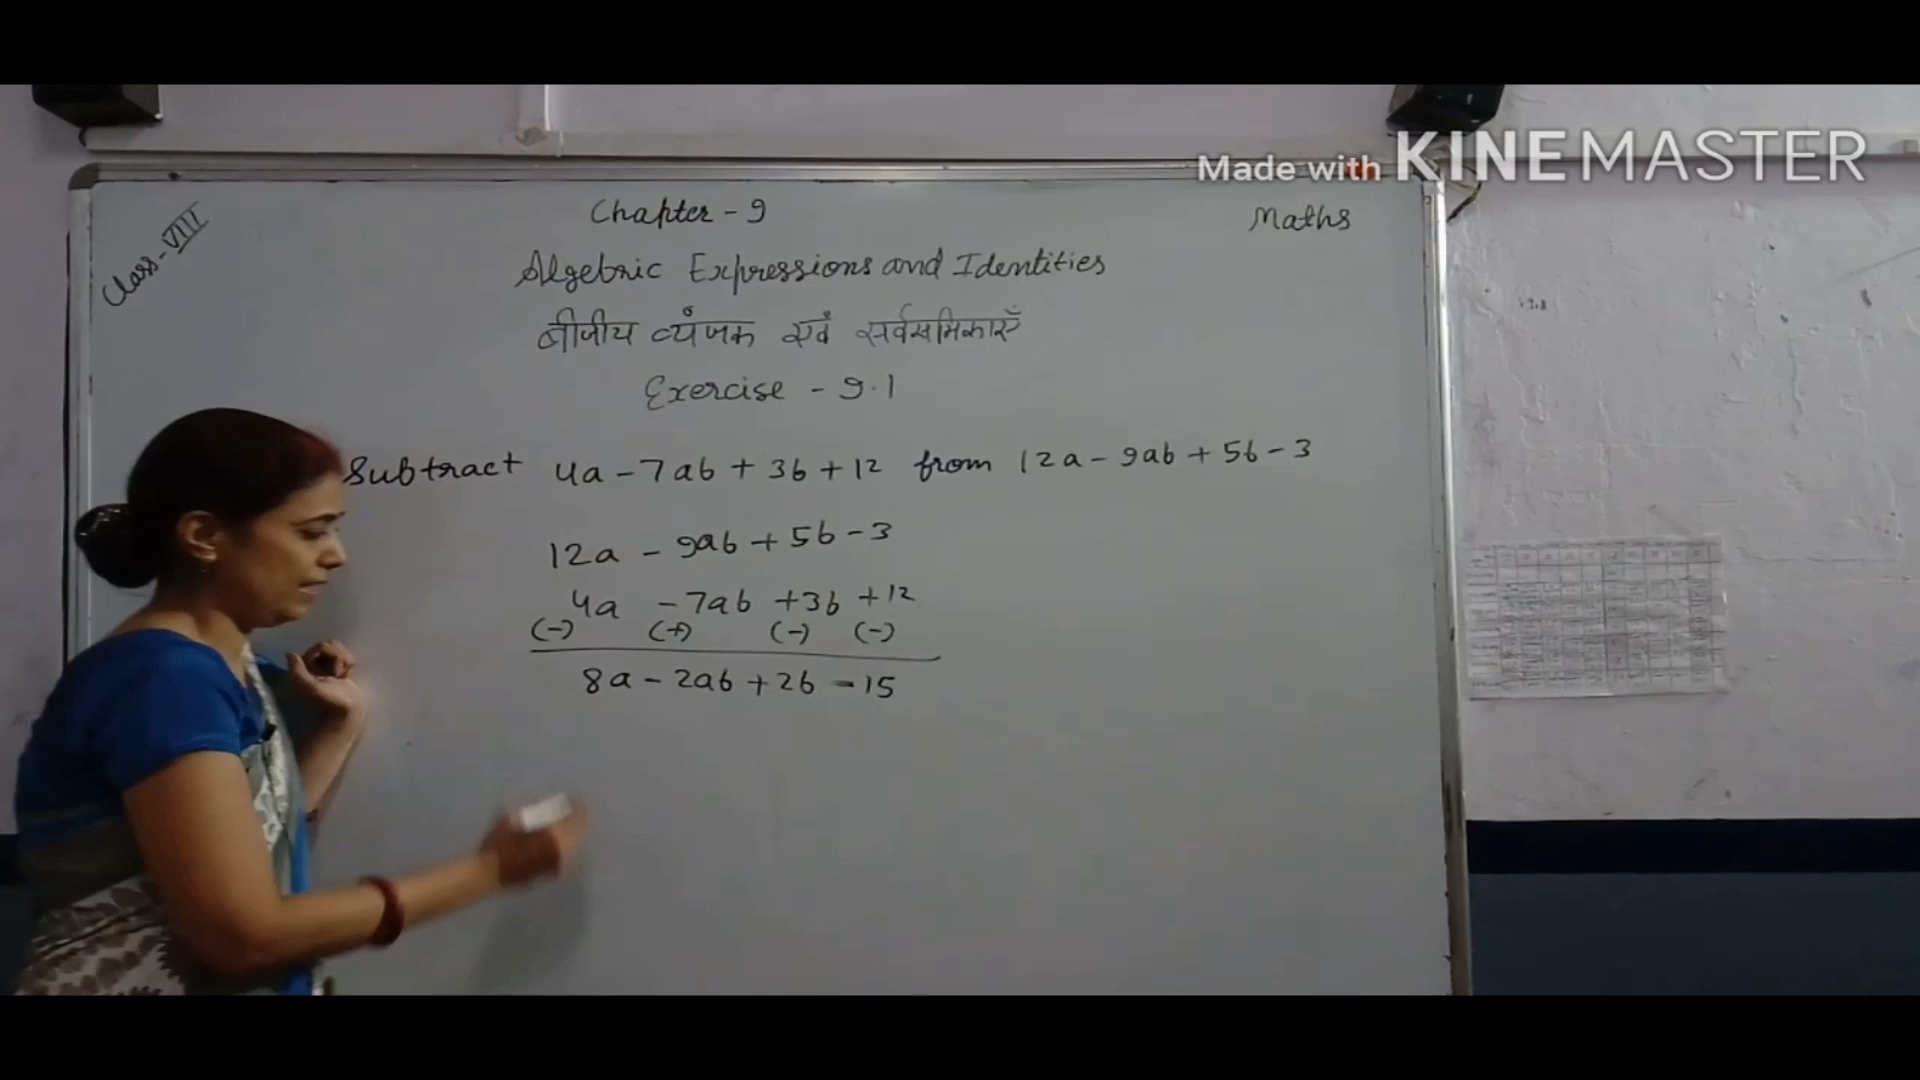 Made with KINEMASTER
Class-VIII
Chapter - 9
Maths
Algebric Expressions and Identities
बीजीय व्यंजक एवं सर्वसमिकाएँ
Exercise - 9.1
Subtract 4a - 7ab + 3b + 12 from 12a - 9ab + 5b - 3
12a - 9ab + 5b - 3
4a - 7ab + 3b + 12
(-) (+) (-) (-)
8a - 2ab + 2b - 15